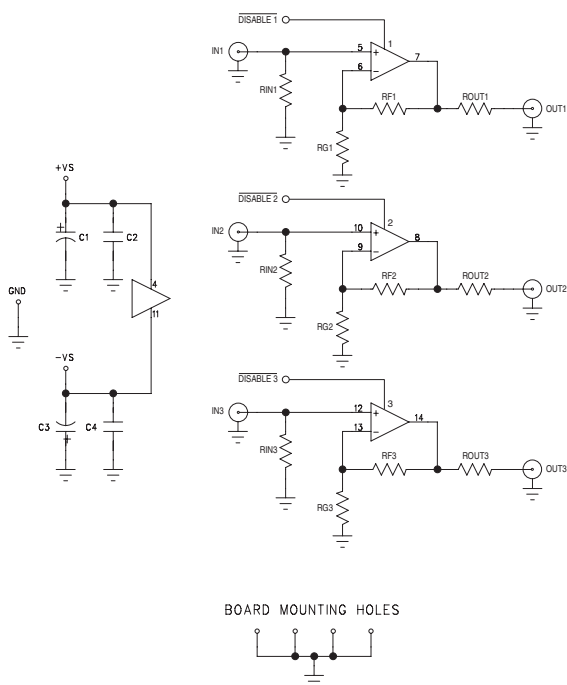 DISABLE 1
1
IN1
5
7
+
6
−
RIN1
RF1
ROUT1
OUT1
RG1
+VS
+
C1
C2
4
11
GND
−VS
C3
+
C4
DISABLE 2
2
IN2
10
8
+
9
−
RIN2
RF2
ROUT2
OUT2
RG2
DISABLE 3
3
IN3
12
14
+
13
−
RIN3
RF3
ROUT3
OUT3
RG3
BOARD MOUNTING HOLES